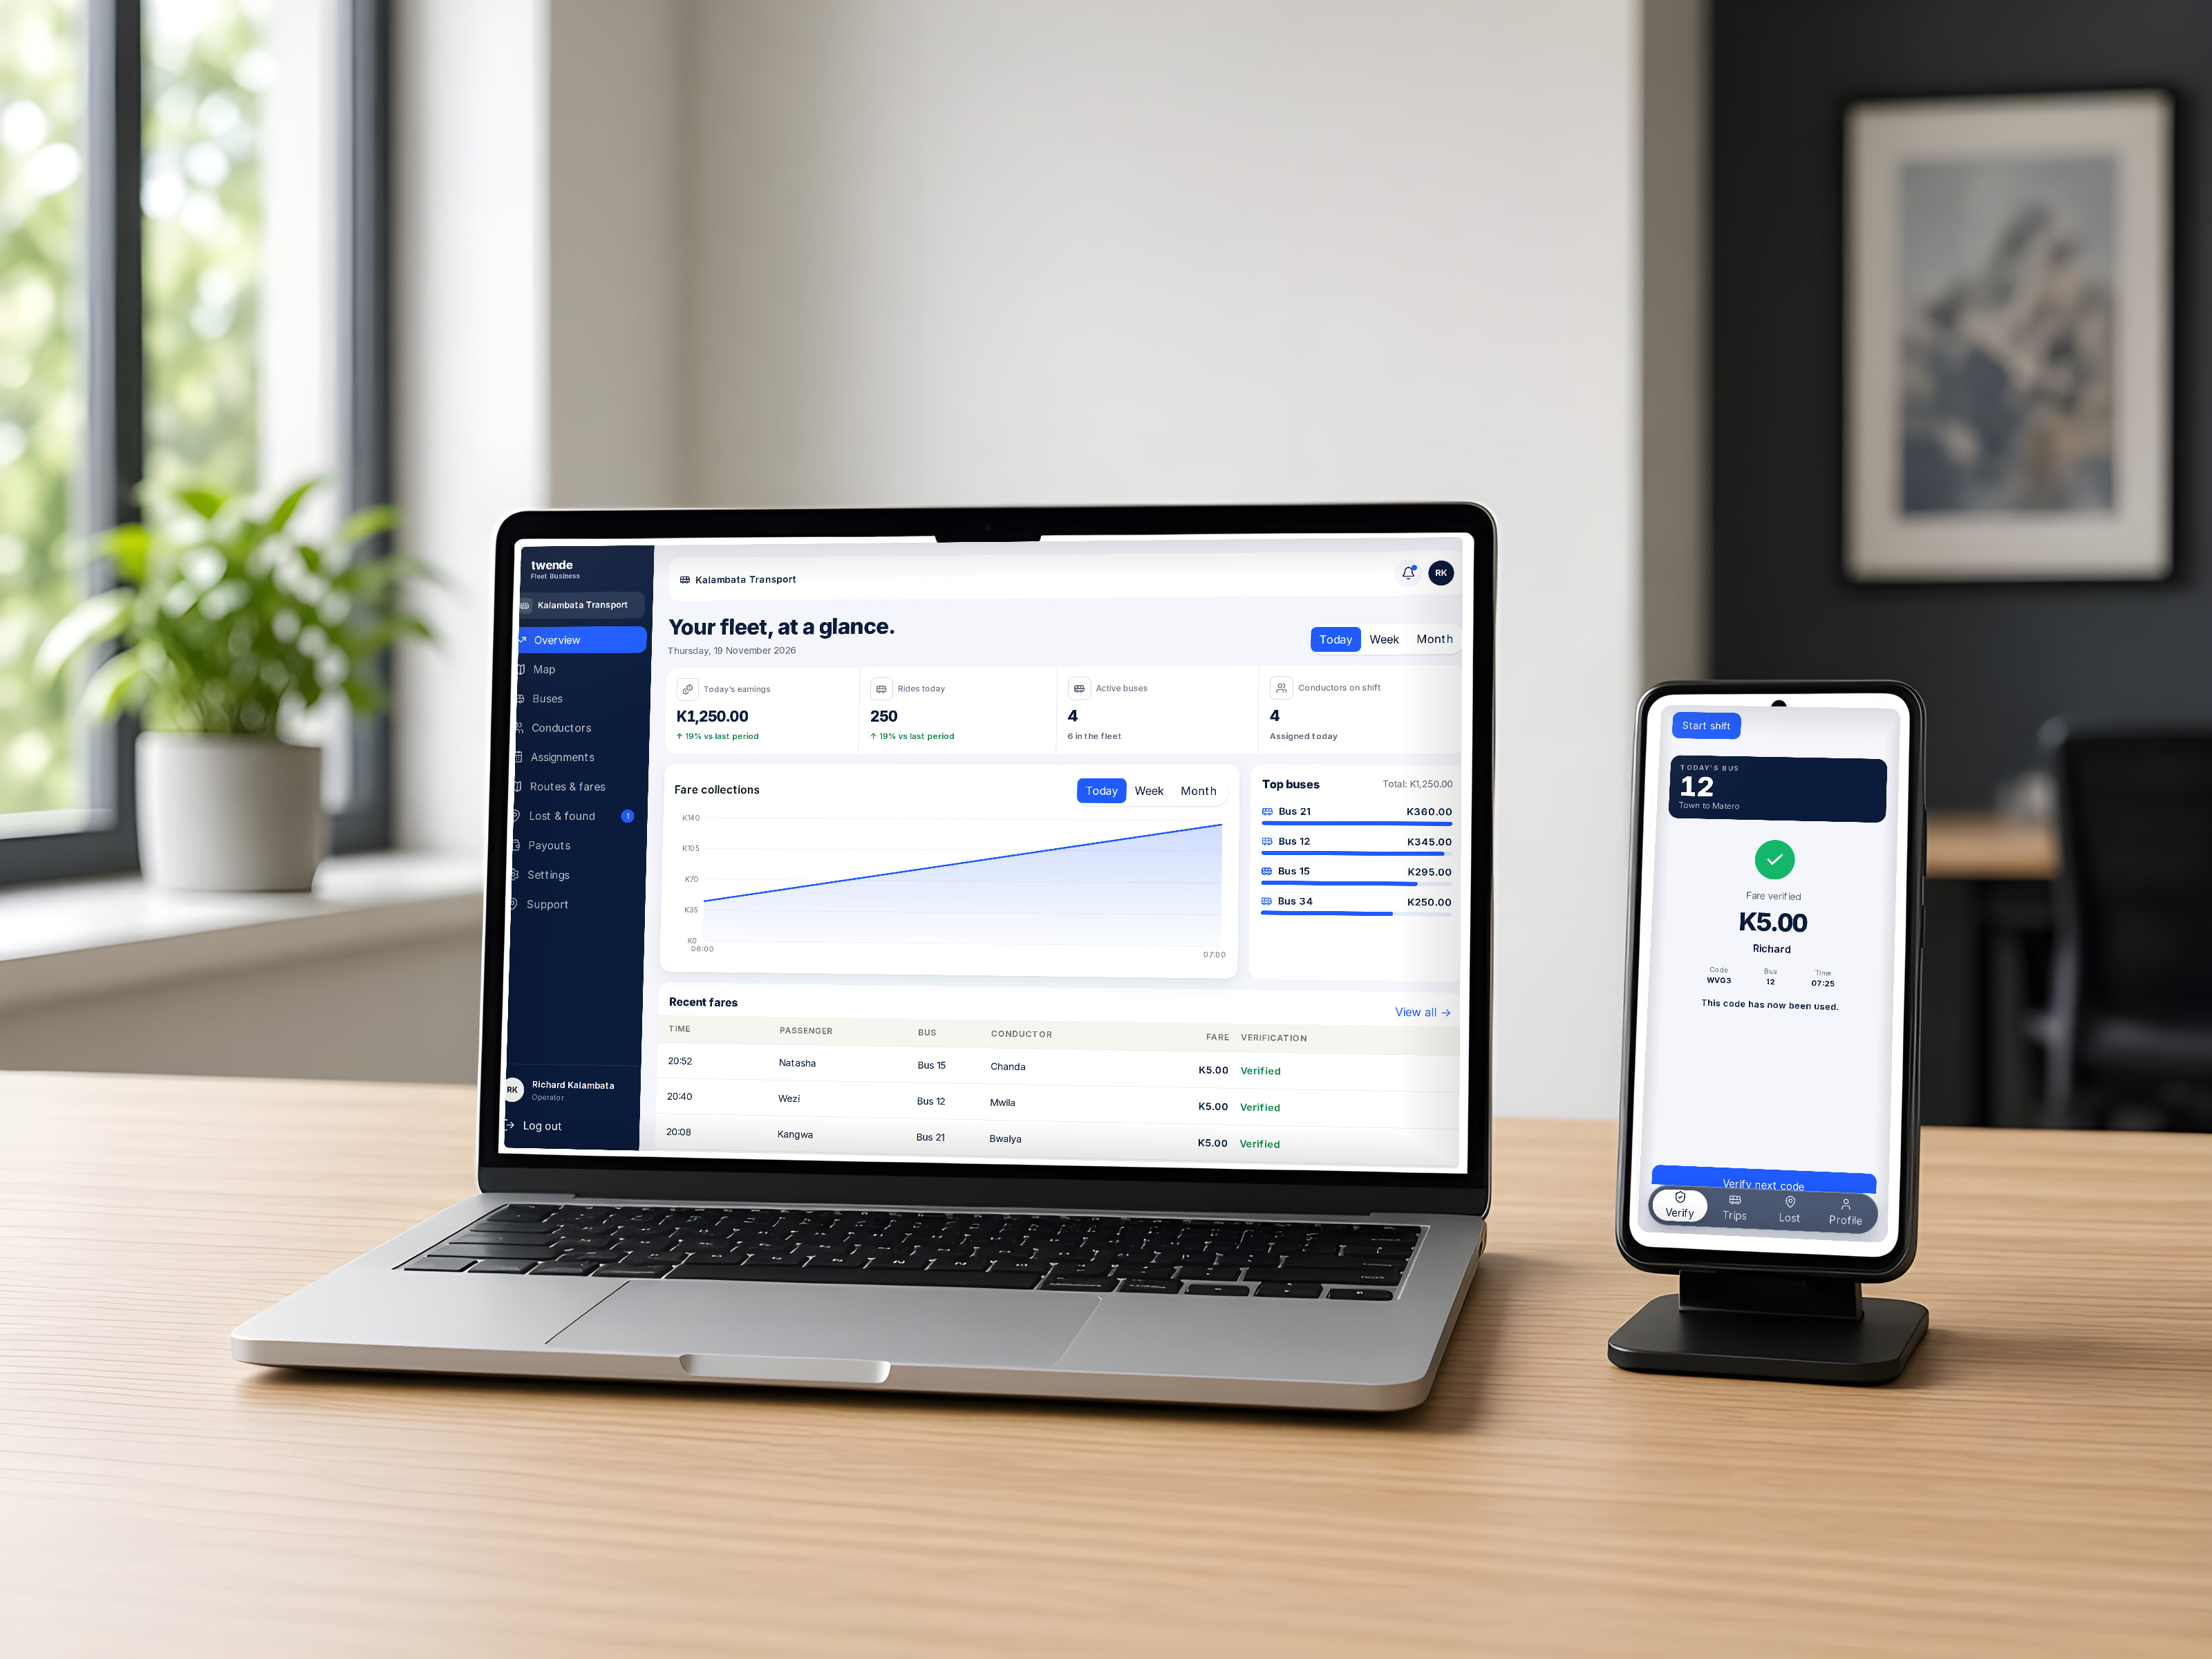 twende
Fleet Business
Kalambata Transport
Overview
Map
Buses
Conductors
Assignments
Routes & fares
Lost & found 1
Payouts
Settings
Support
RK Richard Kalambata
Operator
Log out
Kalambata Transport RK
Your fleet, at a glance.
Thursday, 19 November 2026
Today Week Month
Today's earnings
K1,250.00
↑ 19% vs last period
Rides today
250
↑ 19% vs last period
Active buses
4
6 in the fleet
Conductors on shift
4
Assigned today
Fare collections
Today Week Month
K140
K105
K70
K35
K0
06:00 07:00
Top buses Total: K1,250.00
Bus 21 K360.00
Bus 12 K345.00
Bus 15 K295.00
Bus 34 K250.00
Recent fares
View all →
TIME PASSENGER BUS CONDUCTOR FARE VERIFICATION
20:52 Natasha Bus 15 Chanda K5.00 Verified
20:40 Wezi Bus 12 Mwila K5.00 Verified
20:08 Kangwa Bus 21 Bwalya K5.00 Verified
Start shift
TODAY'S BUS
12
Town to Matero
Fare verified
K5.00
Richard
Code Bus Time
WVG3 12 07:25
This code has now been used.
Verify next code
Verify Trips Lost Profile